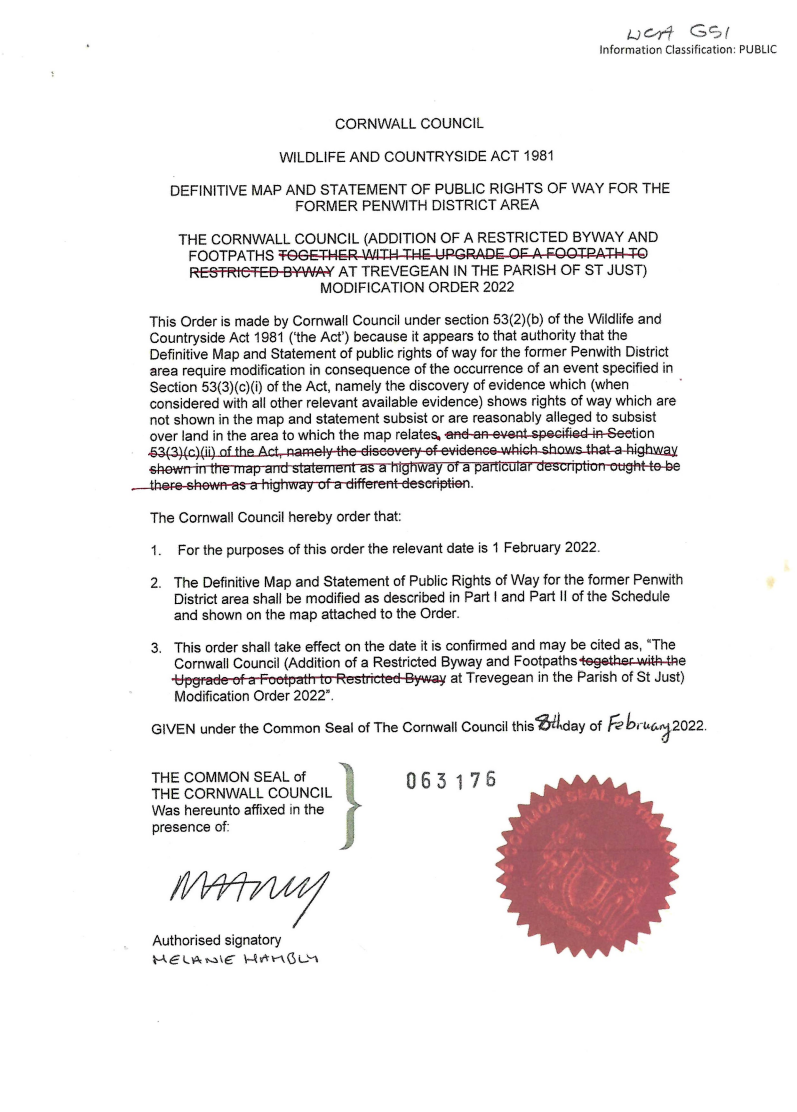 WCA 651
Information Classification: PUBLIC
CORNWALL COUNCIL
WILDLIFE AND COUNTRYSIDE ACT 1981
DEFINITIVE MAP AND STATEMENT OF PUBLIC RIGHTS OF WAY FOR THE
FORMER PENWITH DISTRICT AREA
THE CORNWALL COUNCIL (ADDITION OF A RESTRICTED BYWAY AND
FOOTPATHS TOGETHER WITH THE UPGRADE OF A FOOTPATH TO
RESTRICTED BYWAY AT TREVEGEAN IN THE PARISH OF ST JUST)
MODIFICATION ORDER 2022
This Order is made by Cornwall Council under section 53(2)(b) of the Wildlife and
Countryside Act 1981 ('the Act') because it appears to that authority that the
Definitive Map and Statement of public rights of way for the former Penwith District
area require modification in consequence of the occurrence of an event specified in
Section 53(3)(c)(i) of the Act, namely the discovery of evidence which (when
considered with all other relevant available evidence) shows rights of way which are
not shown in the map and statement subsist or are reasonably alleged to subsist
over land in the area to which the map relates, and an event specified in Section
53(3)(c)(ii) of the Act, namely the discovery of evidence which shows that a highway
shown in the map and statement as a highway of a particular description ought to be
there shown as a highway of a different description.
The Cornwall Council hereby order that:
1. For the purposes of this order the relevant date is 1 February 2022.
2. The Definitive Map and Statement of Public Rights of Way for the former Penwith
District area shall be modified as described in Part I and Part II of the Schedule
and shown on the map attached to the Order.
3. This order shall take effect on the date it is confirmed and may be cited as, "The
Cornwall Council (Addition of a Restricted Byway and Footpaths together with the
Upgrade of a Footpath to Restricted Byway at Trevegean in the Parish of St Just)
Modification Order 2022".
GIVEN under the Common Seal of The Cornwall Council this 8th day of February 2022.
THE COMMON SEAL of
THE CORNWALL COUNCIL
Was hereunto affixed in the
presence of:
063176
COMMON SEAL OF THE
Authorised signatory
MELANIE HAMBLY